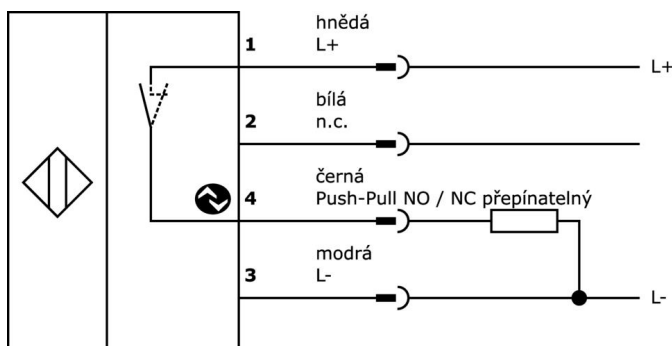 hnědá
1 L+
L+
bílá
2 n.c.
černá
4 Push-Pull NO / NC přepínatelný
modrá
3 L-
L-